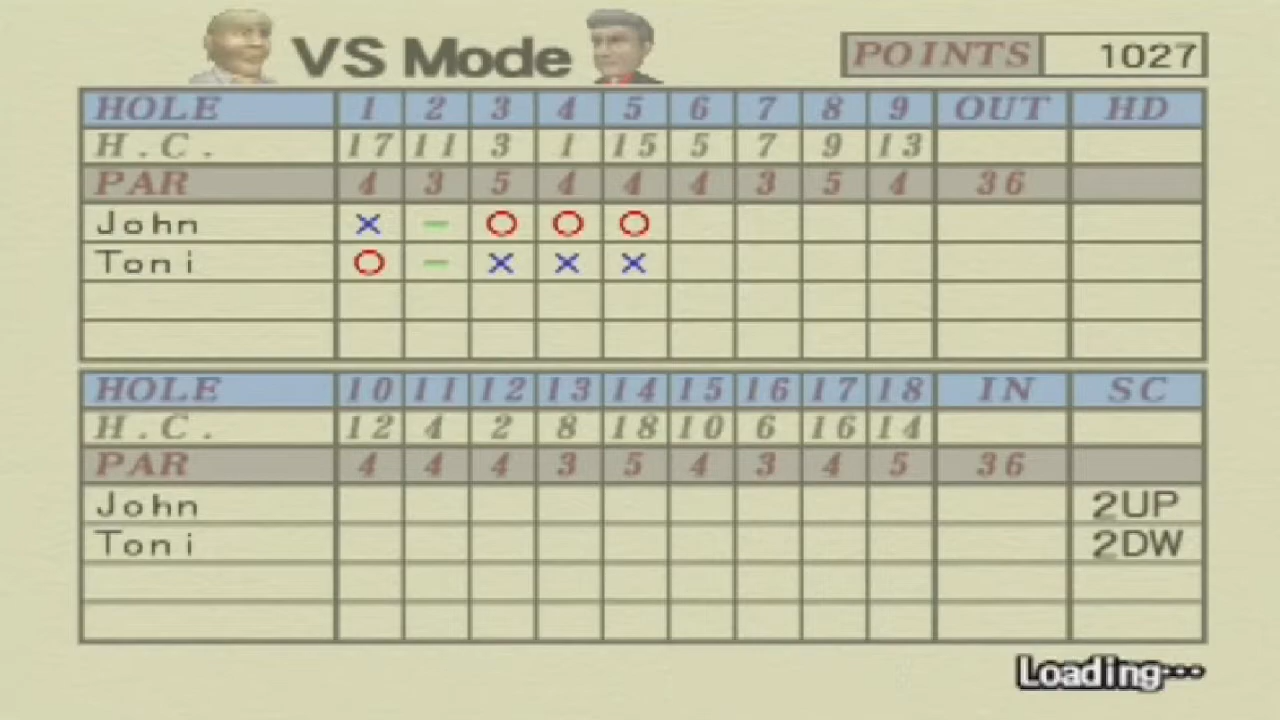 VS Mode POINTS 1027
HOLE 1 2 3 4 5 6 7 8 9 OUT HD
H.C. 17 11 3 1 15 5 7 9 13
PAR 4 3 5 4 4 4 3 5 4 36
John × – ○ ○ ○
Toni ○ – × × ×
HOLE 10 11 12 13 14 15 16 17 18 IN SC
H.C. 12 4 2 8 18 10 6 16 14
PAR 4 4 4 3 5 4 3 4 5 36
John 2UP
Toni 2DW
Loading···